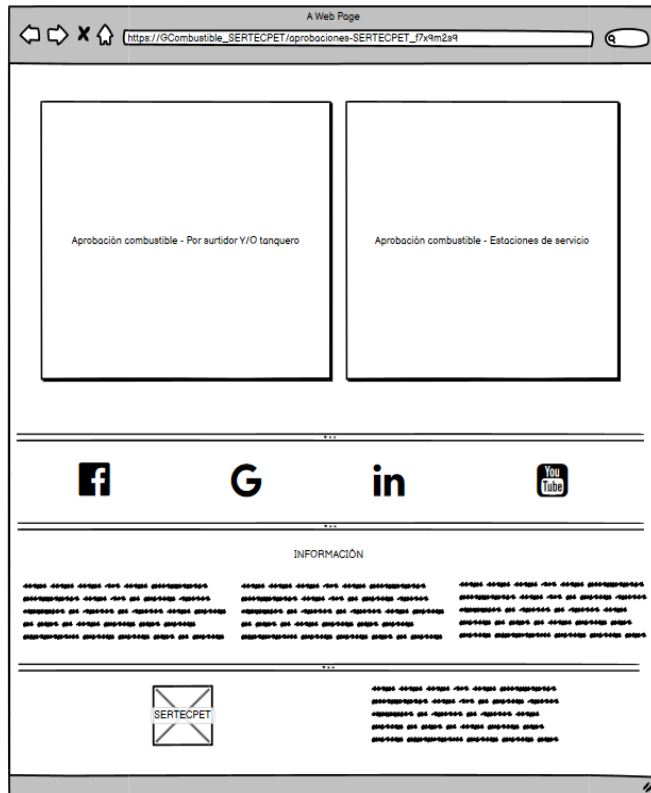 A Web Page
https://GCombustible_SERTECPET/aprobaciones-SERTECPET_f7x9m2s9
Aprobación combustible - Por surtidor Y/O tanquero
Aprobación combustible - Estaciones de servicio
f
G
in
You
Tube
INFORMACIÓN
SERTECPET